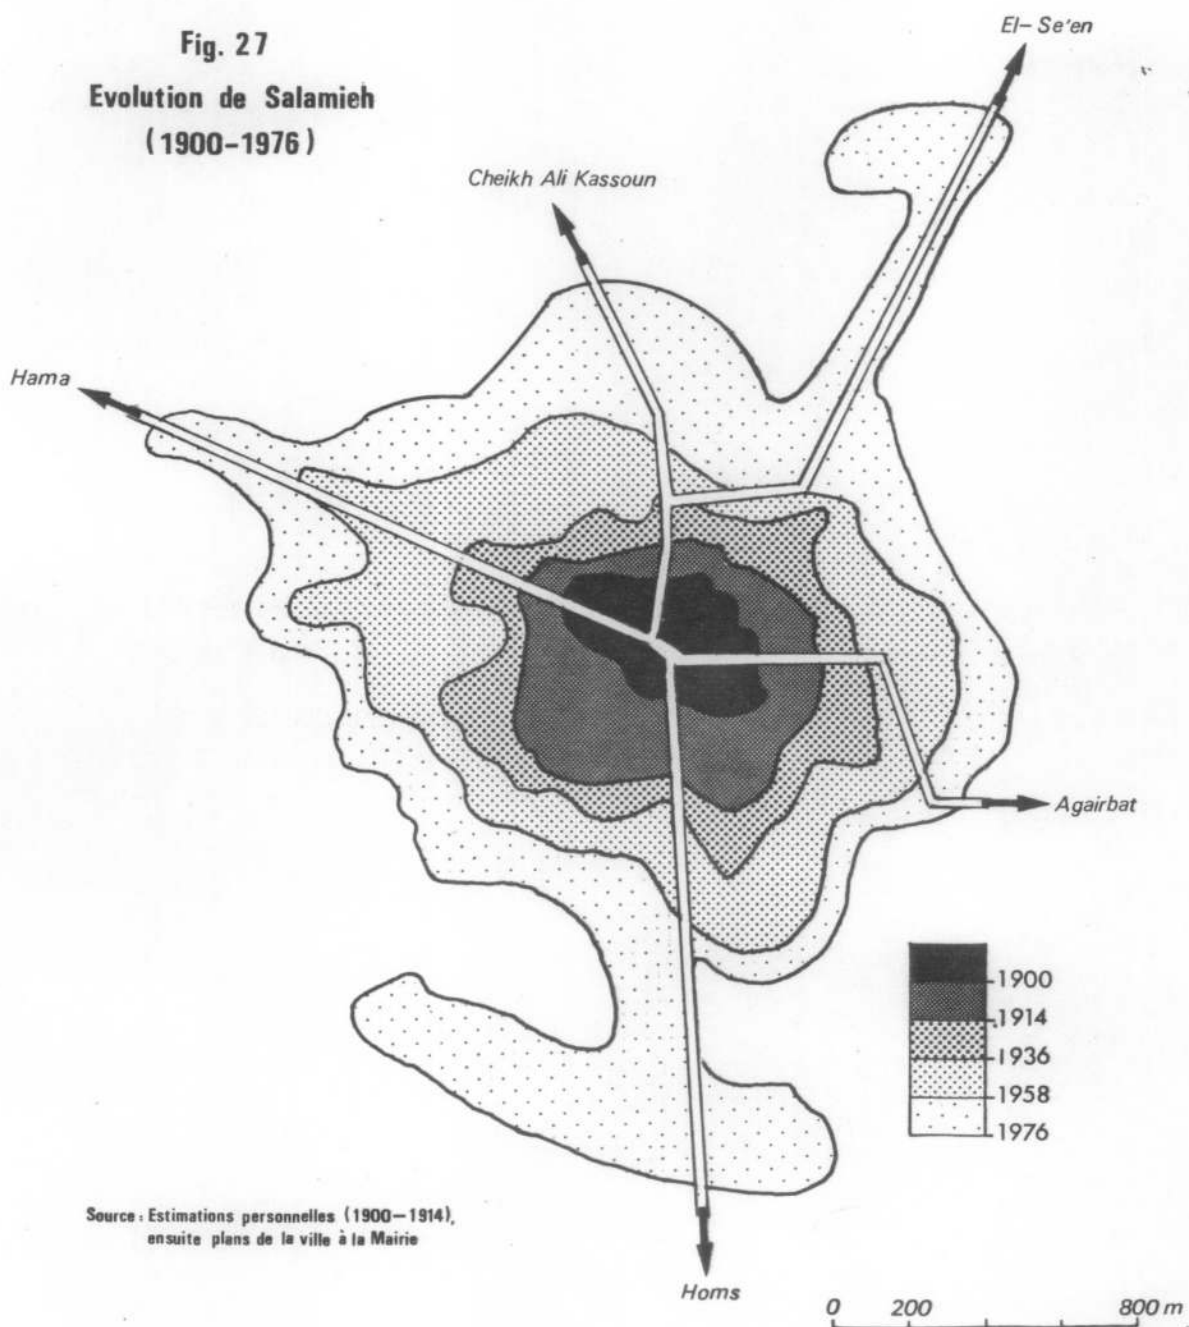 Fig. 27
Evolution de Salamieh
(1900-1976)
El-Se'en
Cheikh Ali Kassoun
Hama
Agairbat
1900
1914
1936
1958
1976
Source: Estimations personnelles (1900-1914),
ensuite plans de la ville à la Mairie
Homs
0 200 800 m